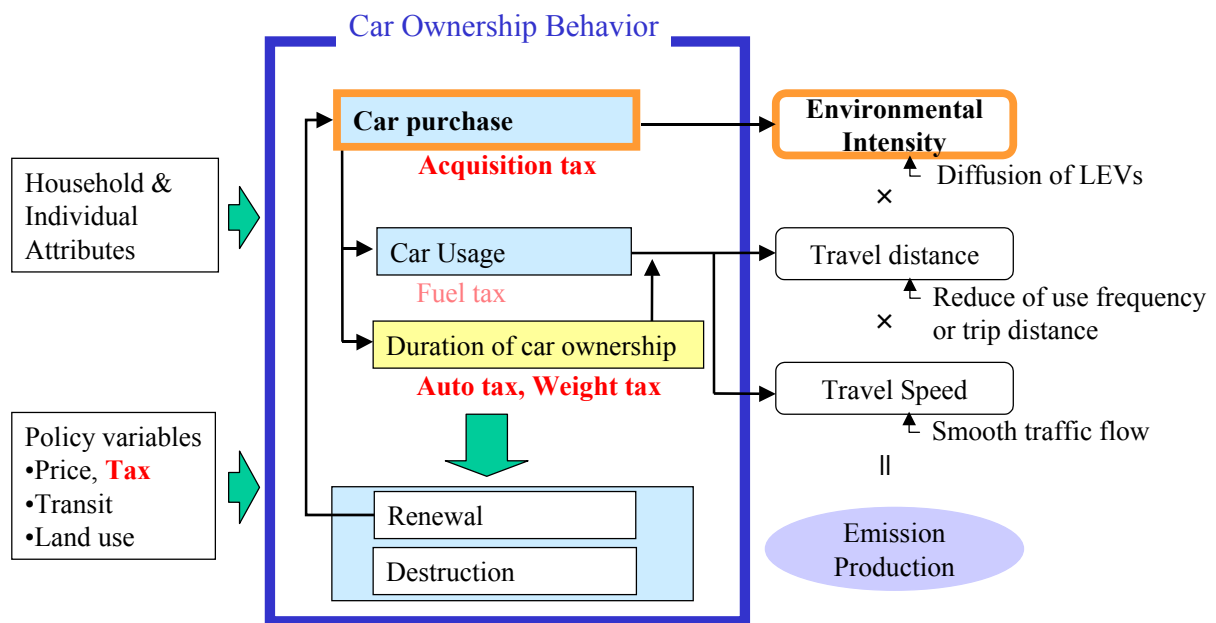 Car Ownership Behavior
Household &
Individual
Attributes
Policy variables
•Price, Tax
•Transit
•Land use
Car purchase
Acquisition tax
Car Usage
Fuel tax
Duration of car ownership
Auto tax, Weight tax
Renewal
Destruction
Environmental
Intensity
Diffusion of LEVs
×
Travel distance
Reduce of use frequency
or trip distance
×
Travel Speed
Smooth traffic flow
=
Emission
Production